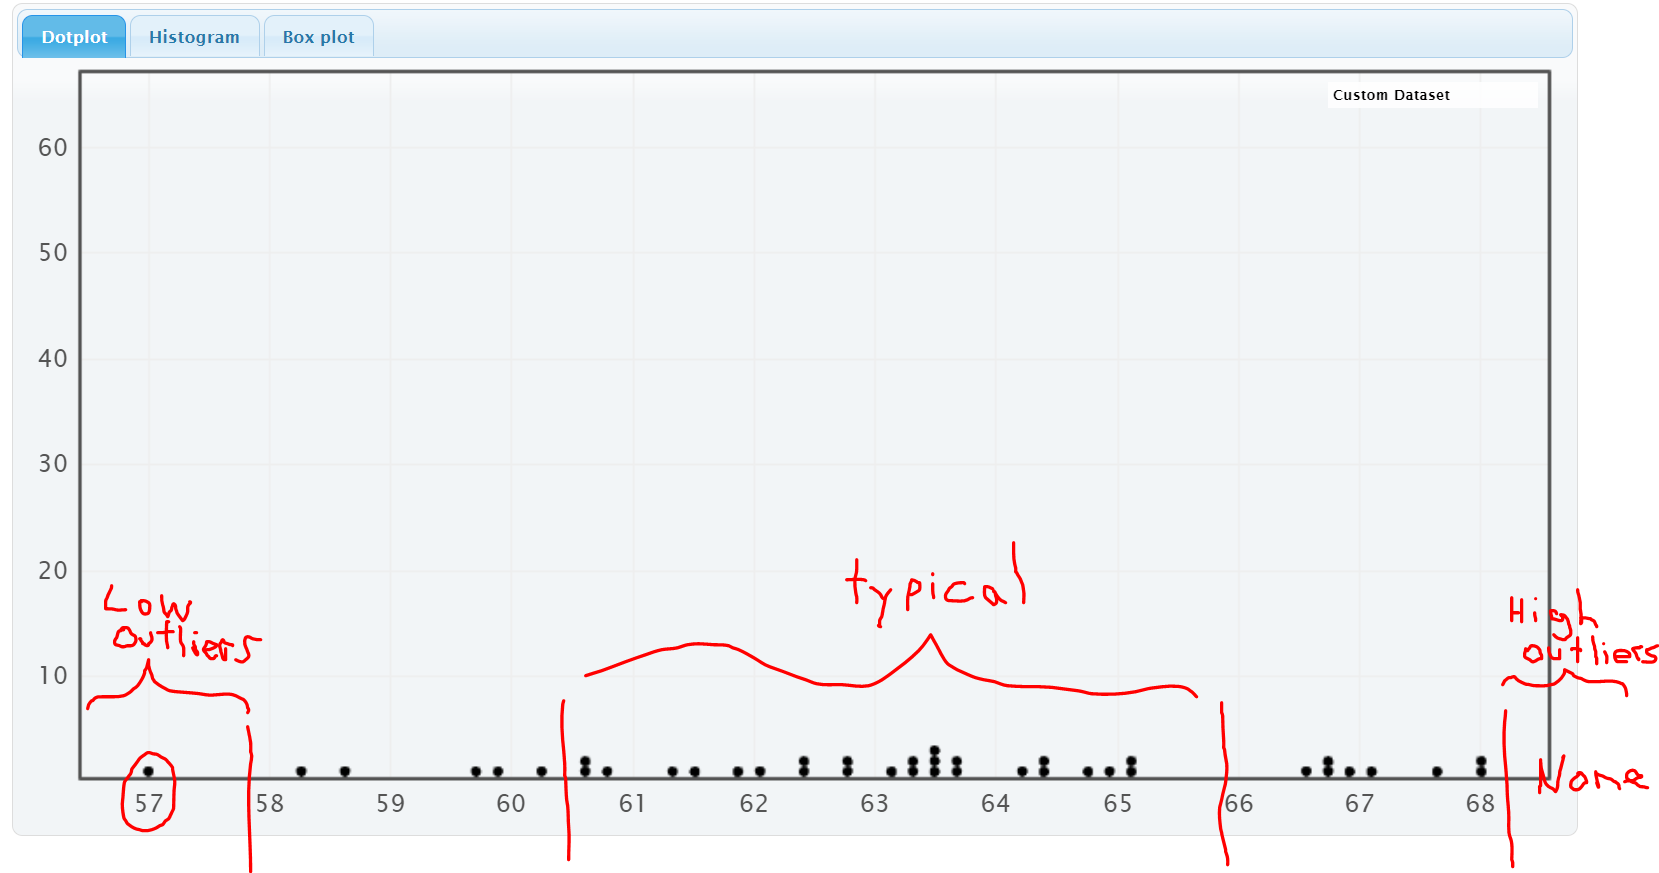 Dotplot Histogram Box plot
Custom Dataset
60
50
40
30
20
10
typical
Low
outliers
High
outliers
None
57 58 59 60 61 62 63 64 65 66 67 68